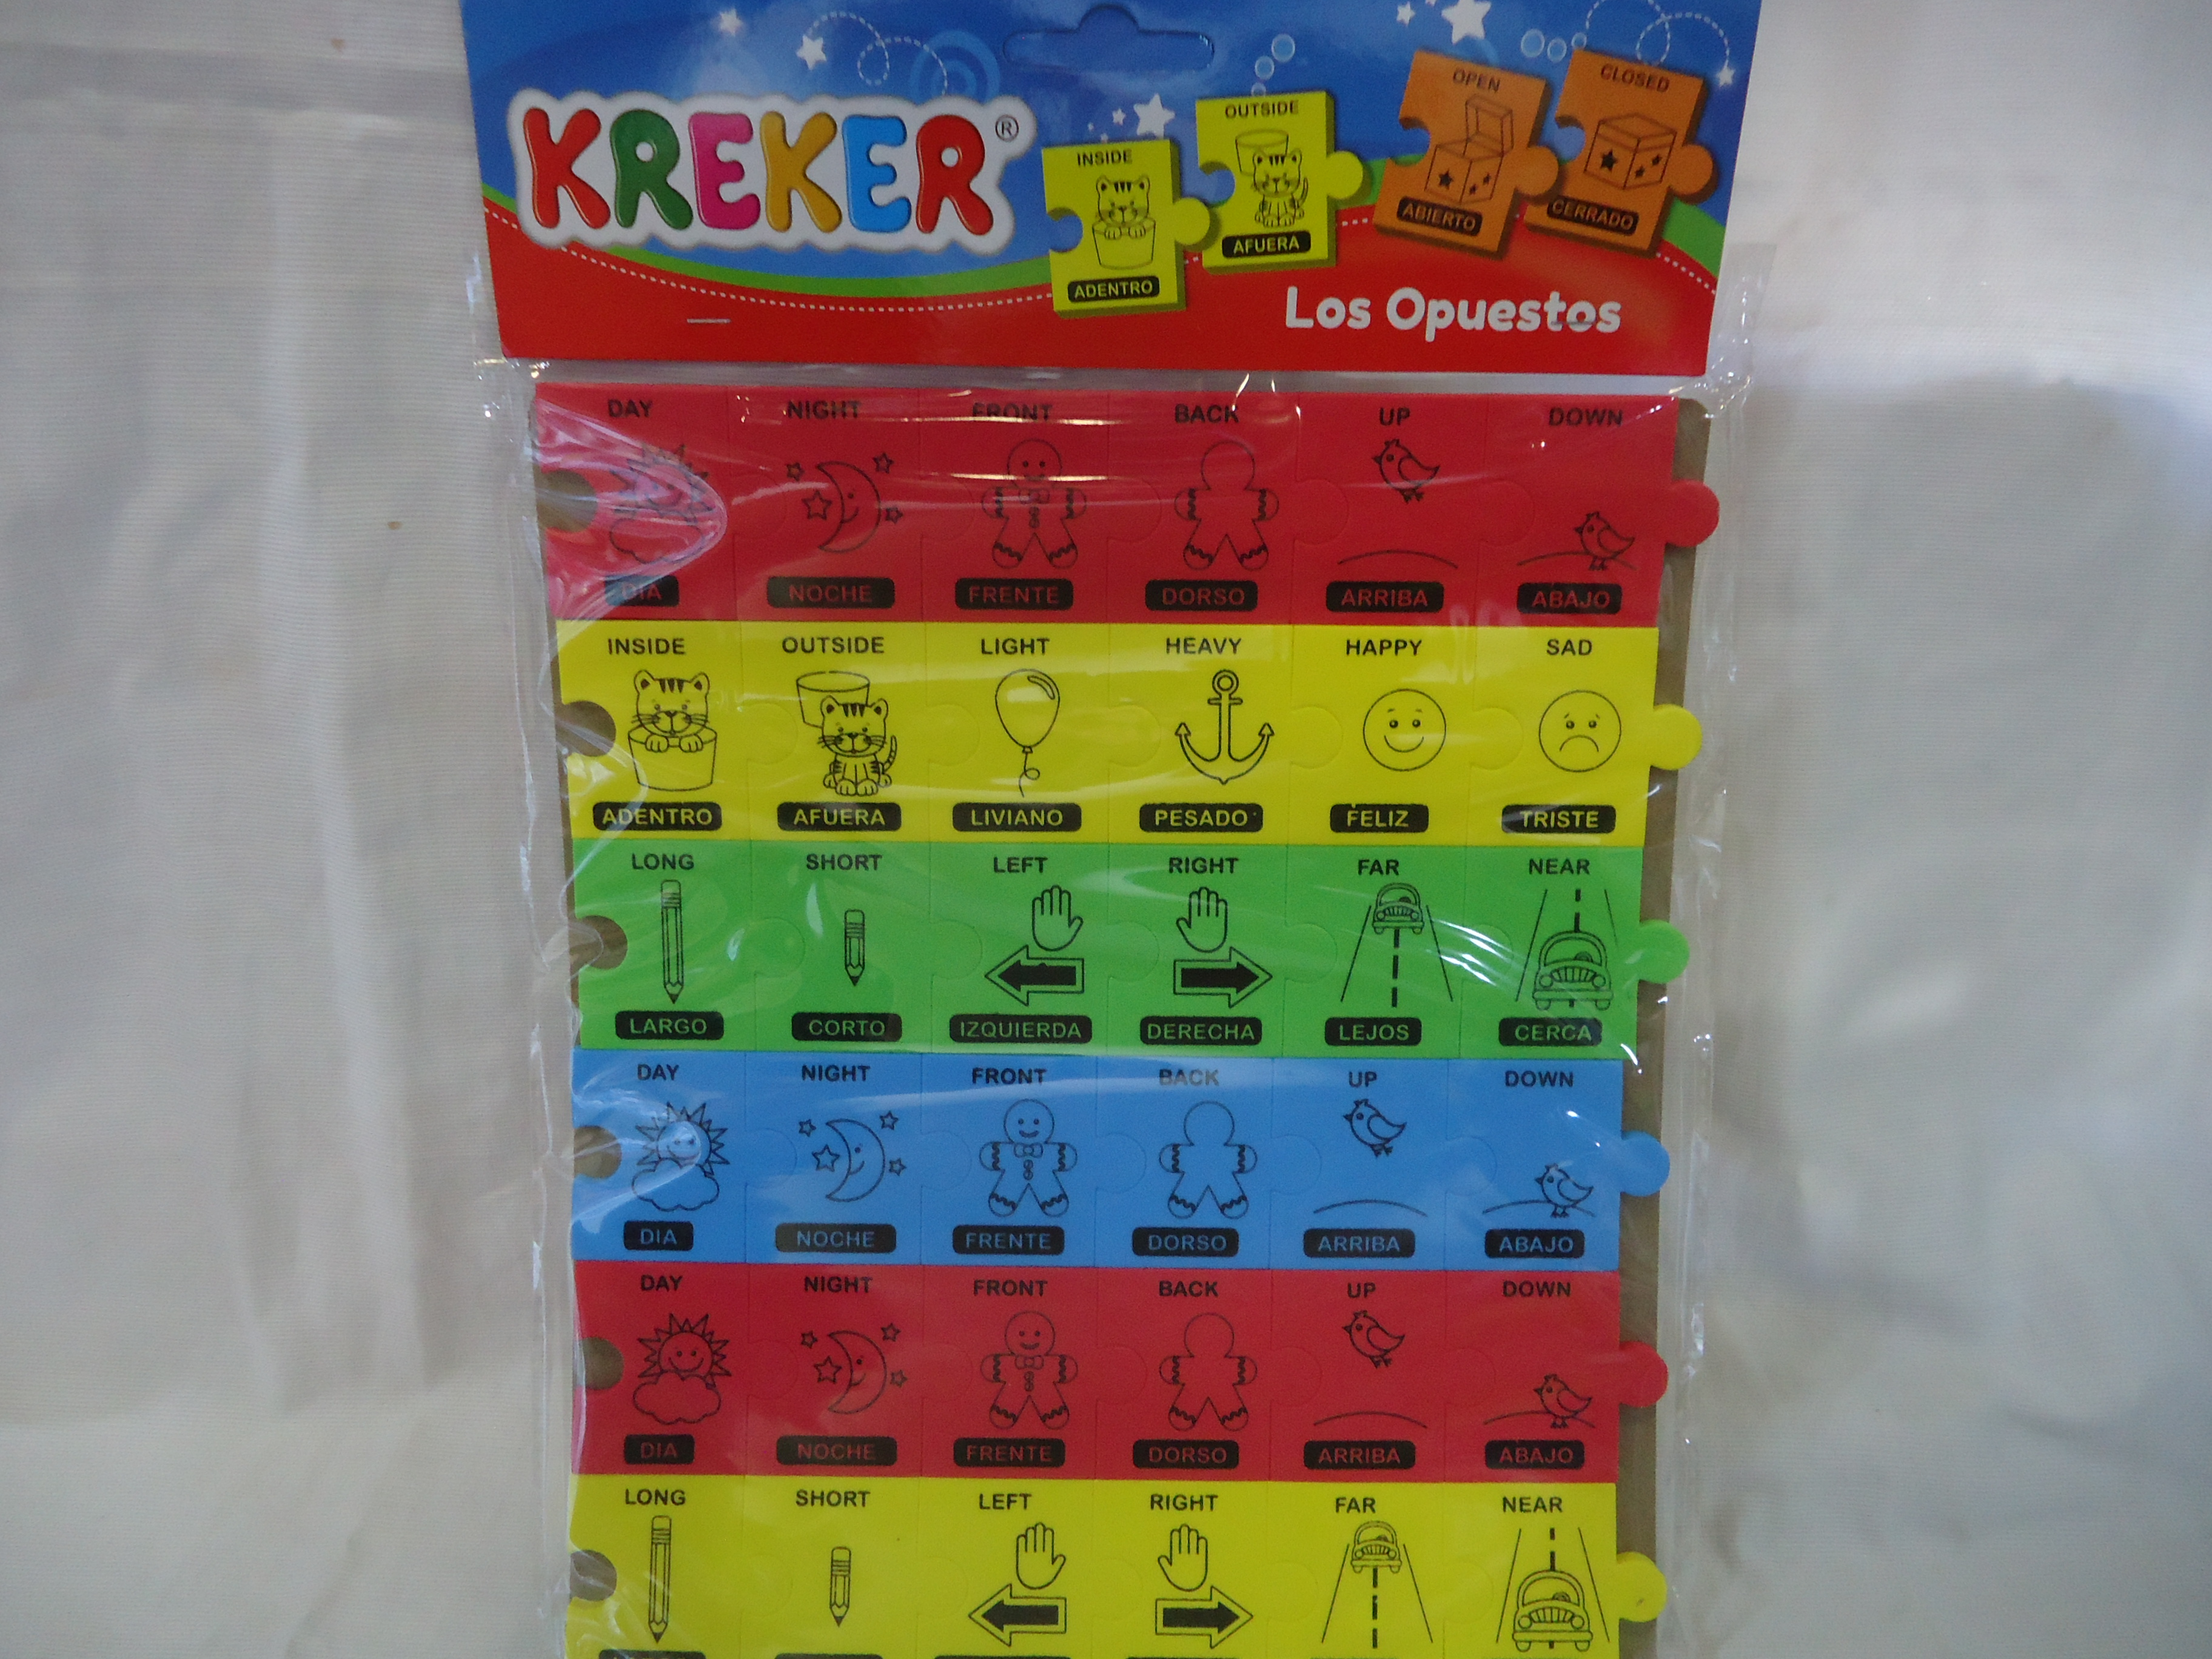 KREKER®
INSIDE
ADENTRO
OUTSIDE
AFUERA
OPEN
ABIERTO
CLOSED
CERRADO
Los Opuestos
DAY NIGHT FRONT BACK UP DOWN
DIA NOCHE FRENTE DORSO ARRIBA ABAJO
INSIDE OUTSIDE LIGHT HEAVY HAPPY SAD
ADENTRO AFUERA LIVIANO PESADO FELIZ TRISTE
LONG SHORT LEFT RIGHT FAR NEAR
LARGO CORTO IZQUIERDA DERECHA LEJOS CERCA
DAY NIGHT FRONT BACK UP DOWN
DIA NOCHE FRENTE DORSO ARRIBA ABAJO
DAY NIGHT FRONT BACK UP DOWN
DIA NOCHE FRENTE DORSO ARRIBA ABAJO
LONG SHORT LEFT RIGHT FAR NEAR